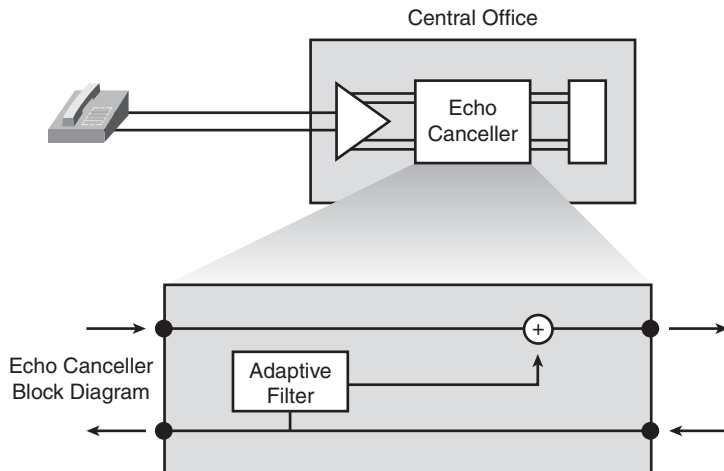 Central Office
Echo
Canceller
+
Echo Canceller
Block Diagram
Adaptive
Filter